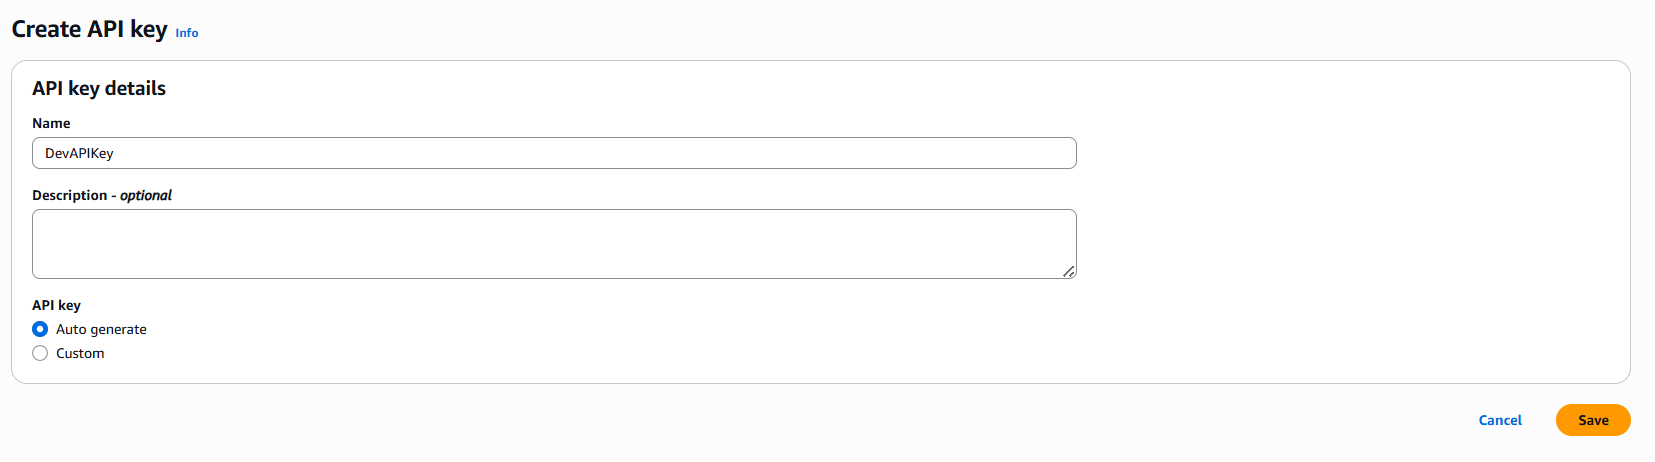 Create API key Info
API key details
Name
DevAPIKey
Description - optional
API key
Auto generate
Custom
Cancel Save